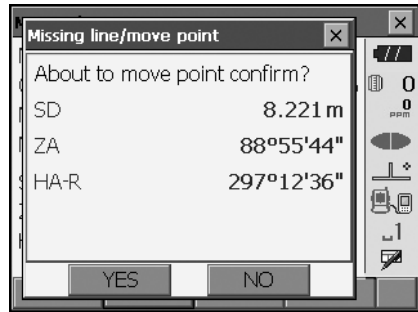 Missing line/move point
About to move point confirm?
SD 8.221 m
ZA 88°55'44"
HA-R 297°12'36"
YES NO
0
0
ppm
1